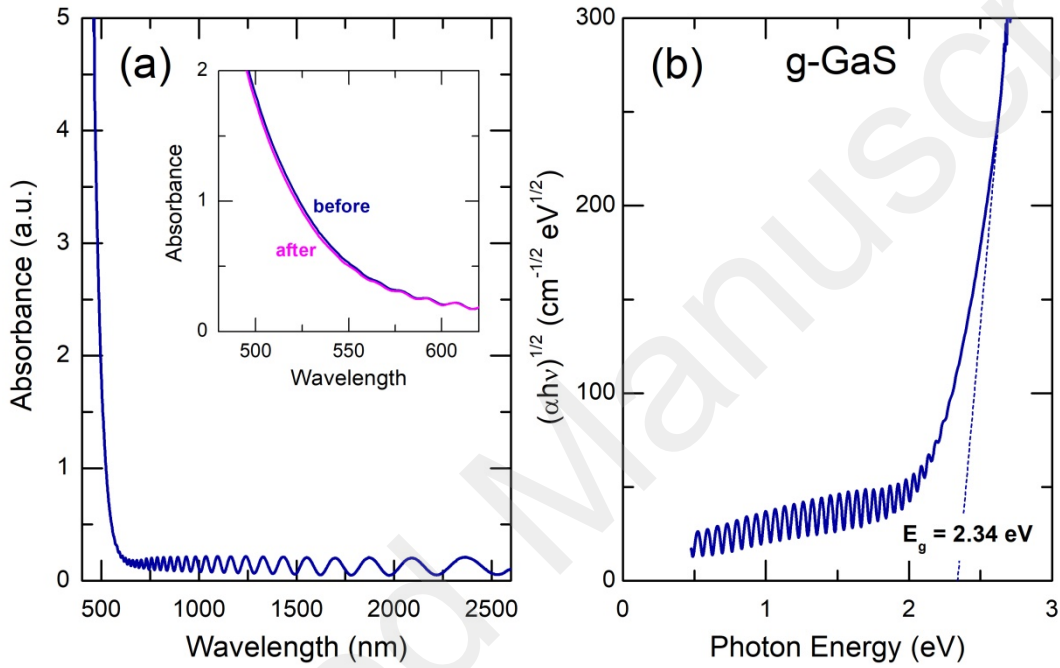 (a)
Absorbance (a.u.)
5
4
3
2
1
0
500 1000 1500 2000 2500
Wavelength (nm)
Absorbance
2
1
0
before
after
500 550 600
Wavelength
(b)
g-GaS
(αhν)^1/2 (cm^-1/2 eV^1/2)
300
200
100
0
E_g = 2.34 eV
0 1 2 3
Photon Energy (eV)
Manuscr